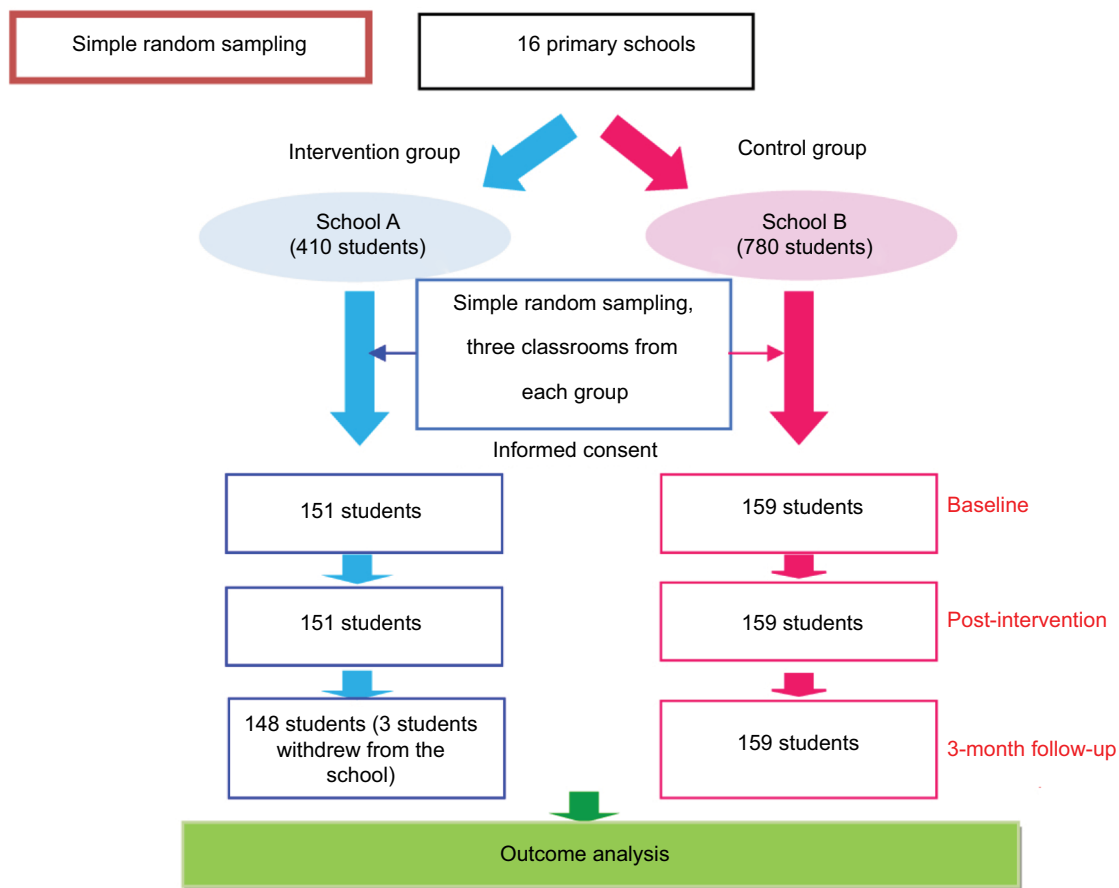 Simple random sampling
16 primary schools
Intervention group
Control group
School A
(410 students)
School B
(780 students)
Simple random sampling,
three classrooms from
each group
Informed consent
151 students
159 students
Baseline
151 students
159 students
Post-intervention
148 students (3 students
withdrew from the
school)
159 students
3-month follow-up
Outcome analysis